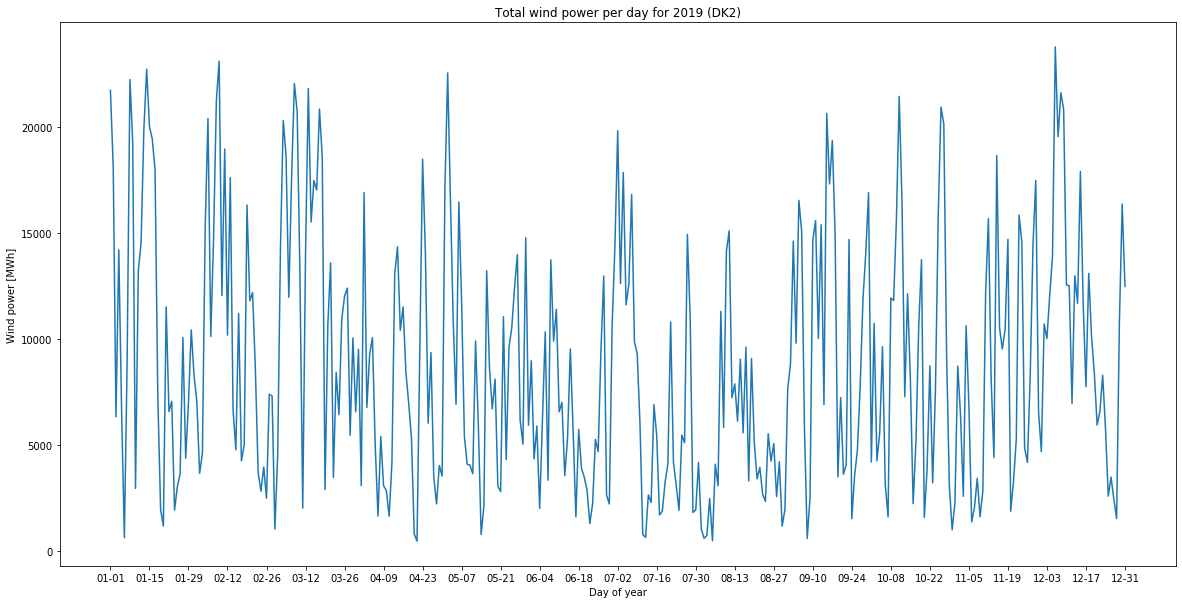 Total wind power per day for 2019 (DK2)
Wind power [MWh]
20000
15000
10000
5000
0
01-01 01-15 01-29 02-12 02-26 03-12 03-26 04-09 04-23 05-07 05-21 06-04 06-18 07-02 07-16 07-30 08-13 08-27 09-10 09-24 10-08 10-22 11-05 11-19 12-03 12-17 12-31
Day of year